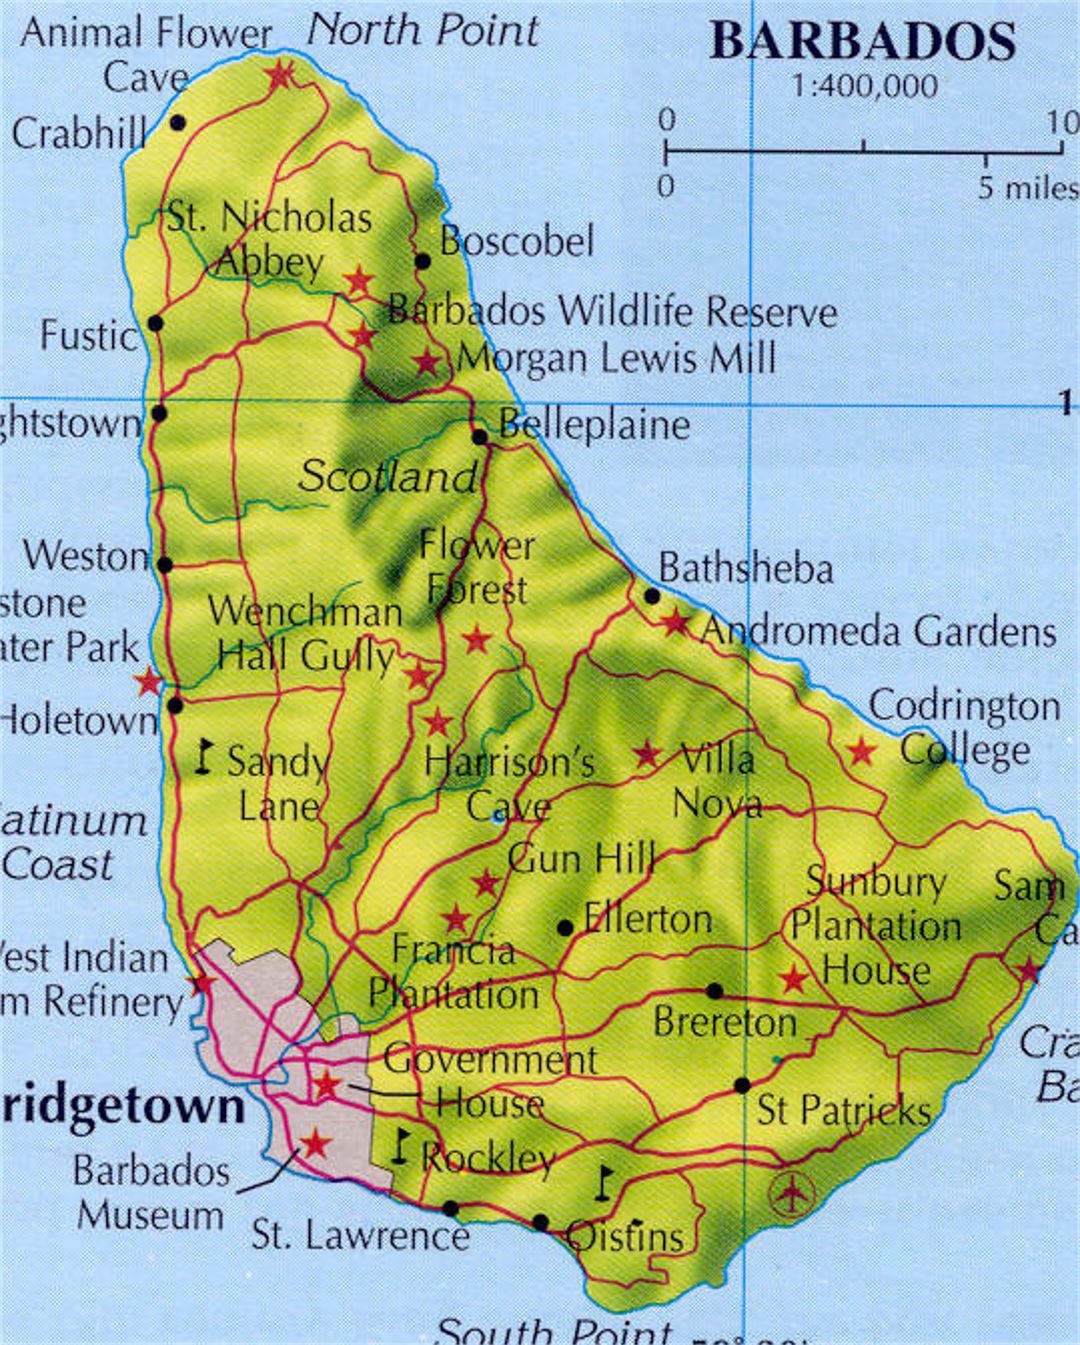 Animal Flower
Cave
North Point
BARBADOS
1:400,000
0
10
0
5 miles
Crabhill
St. Nicholas
Abbey
Boscobel
Fustic
Barbados Wildlife Reserve
Morgan Lewis Mill
1
ghtstown
Belleplaine
Scotland
Weston
Flower
Forest
Bathsheba
stone
ater Park
Wenchman
Hall Gully
Andromeda Gardens
Holetown
Codrington
College
Sandy
Lane
Harrison's
Cave
Villa
Nova
atinum
Coast
Gun Hill
Sunbury
Plantation
House
Sam
Ca
Ellerton
est Indian
m Refinery
Francia
Plantation
Brereton
Cra
Ba
Government
House
ridgetown
St Patricks
Rockley
Barbados
Museum
St. Lawrence
Oistins
South Point